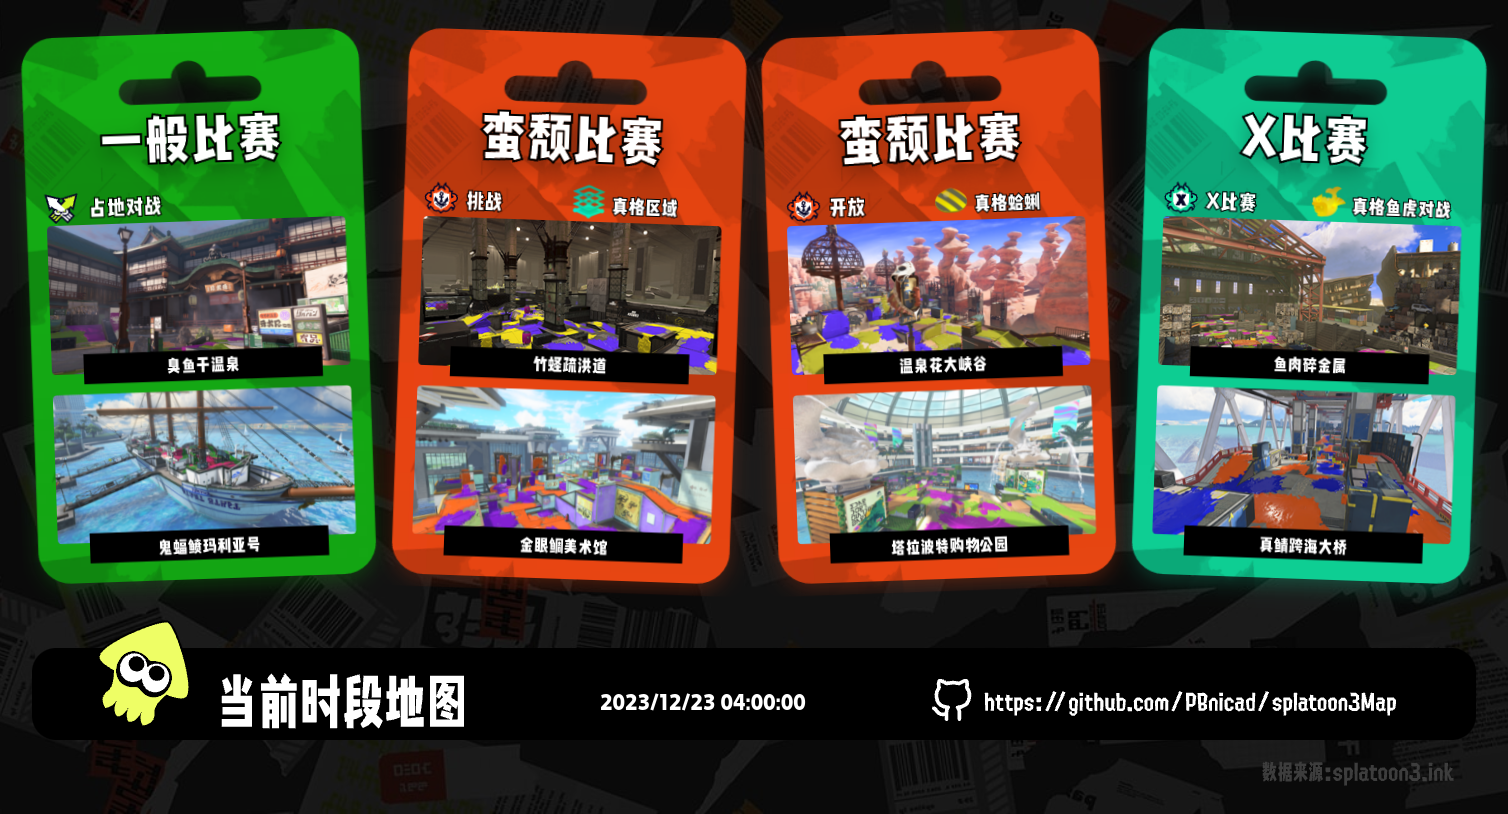 一般比赛
占地对战
臭鱼干温泉
鬼蝠鲼玛利亚号
蛮颓比赛
挑战
真格区域
竹蛏疏洪道
金眼鲷美术馆
蛮颓比赛
开放
真格蛤蜊
温泉花大峡谷
塔拉波特购物公园
X比赛
X比赛
真格鱼虎对战
鱼肉碎金属
真鲭跨海大桥
当前时段地图
2023/12/23 04:00:00
https://github.com/PBnicad/splatoon3Map
数据来源:splatoon3.ink